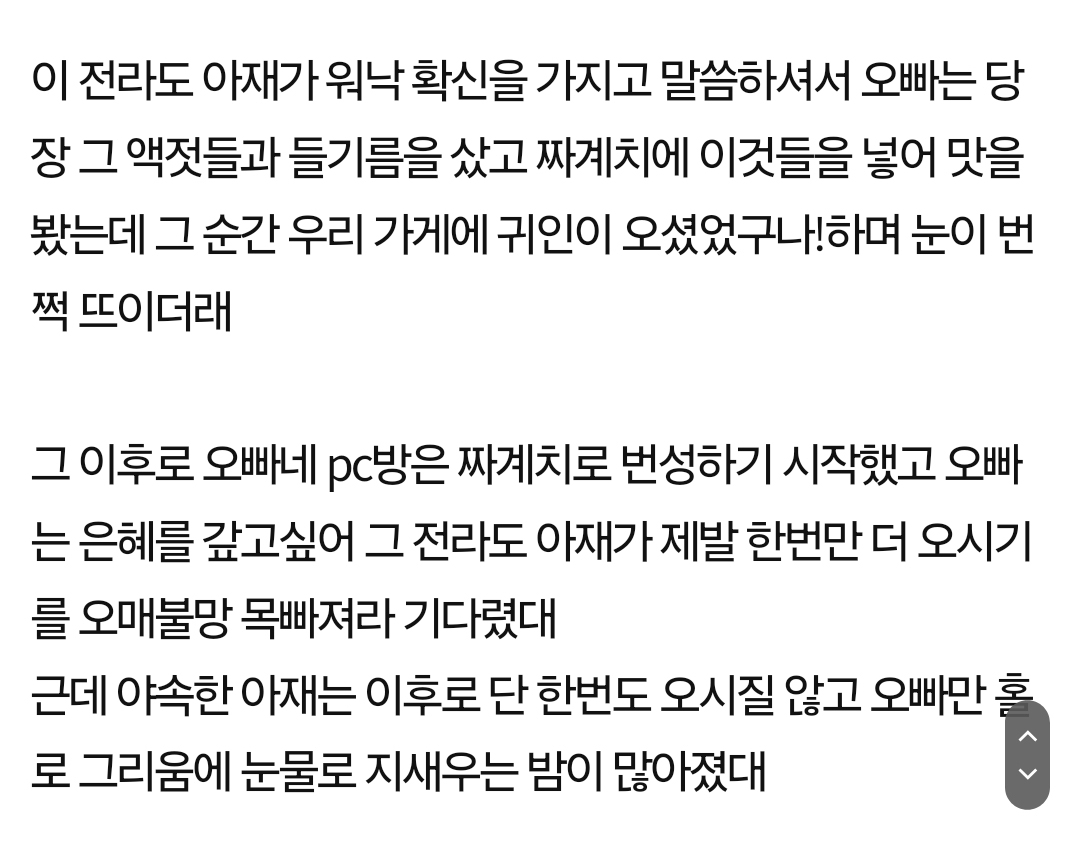 이 전라도 아재가 워낙 확신을 가지고 말씀하셔서 오빠는 당
장 그 액젓들과 들기름을 샀고 짜계치에 이것들을 넣어 맛을
봤는데 그 순간 우리 가게에 귀인이 오셨었구나!하며 눈이 번
쩍 뜨이더래
그 이후로 오빠네 pc방은 짜계치로 번성하기 시작했고 오빠
는 은혜를 갚고싶어 그 전라도 아재가 제발 한번만 더 오시기
를 오매불망 목빠져라 기다렸대
근데 야속한 아재는 이후로 단 한번도 오시질 않고 오빠만 홀
로 그리움에 눈물로 지새우는 밤이 많아졌대